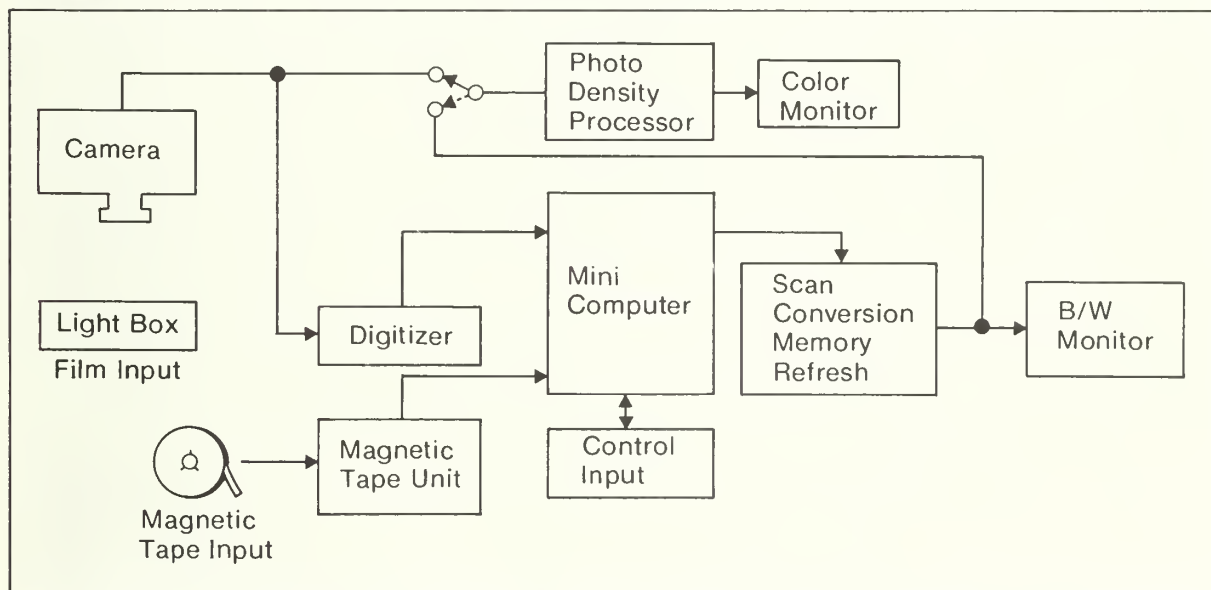 Photo
Density
Processor
Color
Monitor
Camera
Mini
Computer
Scan
Conversion
Memory
Refresh
B/W
Monitor
Light Box
Film Input
Digitizer
Magnetic
Tape Unit
Control
Input
Magnetic
Tape Input